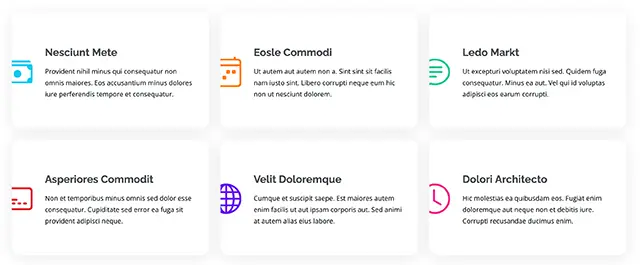 Nesciunt Mete
Provident nihil minus qui consequatur non
omnis maiores. Eos accusantium minus dolores
iure perferendis tempore et consequatur.
Eosle Commodi
Ut autem aut autem non a. Sint sint sit facilis
nam iusto sint. Libero corrupti neque eum hic
non ut nesciunt dolorem.
Ledo Markt
Ut excepturi voluptatem nisi sed. Quidem fuga
consequatur. Minus ea aut. Vel qui id voluptas
adipisci eos earum corrupti.
Asperiores Commodit
Non et temporibus minus omnis sed dolor esse
consequatur. Cupiditate sed error ea fuga sit
provident adipisci neque.
Velit Doloremque
Cumque et suscipit saepe. Est maiores autem
enim facilis ut aut ipsam corporis aut. Sed animi
at autem alias eius labore.
Dolori Architecto
Hic molestias ea quibusdam eos. Fugiat enim
doloremque aut neque non et debitis iure.
Corrupti recusandae ducimus enim.